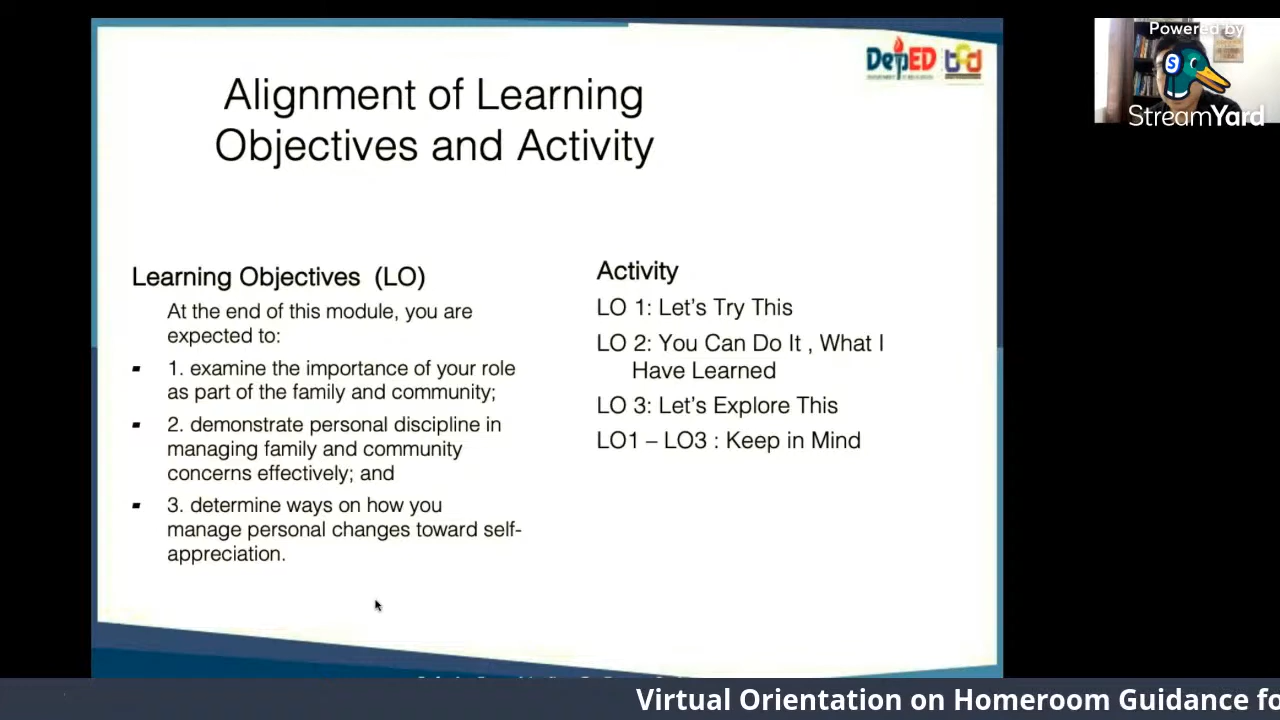 Powered by
StreamYard
DepED
Alignment of Learning
Objectives and Activity
Learning Objectives (LO)
At the end of this module, you are
expected to:
1. examine the importance of your role
as part of the family and community;
2. demonstrate personal discipline in
managing family and community
concerns effectively; and
3. determine ways on how you
manage personal changes toward self-
appreciation.
Activity
LO 1: Let's Try This
LO 2: You Can Do It , What I
Have Learned
LO 3: Let's Explore This
LO1 – LO3 : Keep in Mind
Virtual Orientation on Homeroom Guidance fo